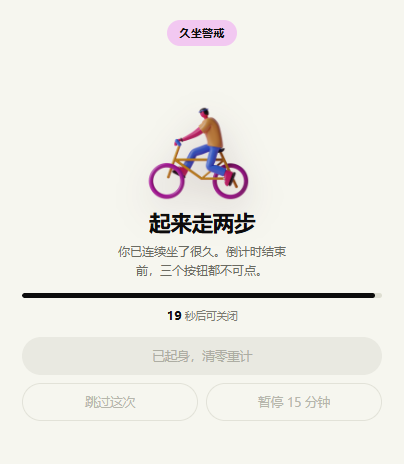 久坐警戒
起来走两步
你已连续坐了很久。倒计时结束
前，三个按钮都不可点。
19 秒后可关闭
已起身，清零重计
跳过这次
暂停 15 分钟